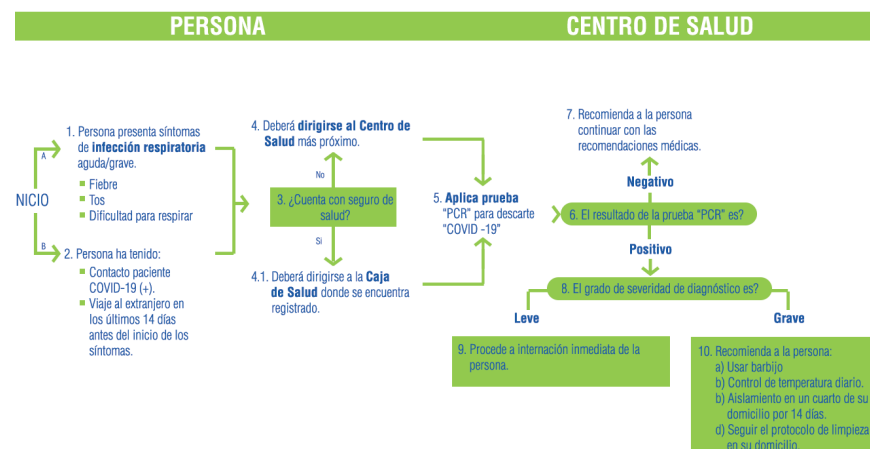 PERSONA
CENTRO DE SALUD
NICIO
A
1. Persona presenta síntomas
de infección respiratoria
aguda/grave.
Fiebre
Tos
Dificultad para respirar
B
2. Persona ha tenido:
Contacto paciente
COVID-19 (+).
Viaje al extranjero en
los últimos 14 días
antes del inicio de los
síntomas.
4. Deberá dirigirse al Centro de
Salud más próximo.
No
3. ¿Cuenta con seguro de
salud?
Si
4.1. Deberá dirigirse a la Caja
de Salud donde se encuentra
registrado.
5. Aplica prueba
"PCR" para descarte
"COVID -19"
7. Recomienda a la persona
continuar con las
recomendaciones médicas.
Negativo
6. El resultado de la prueba "PCR" es?
Positivo
8. El grado de severidad de diagnóstico es?
Leve
Grave
9. Procede a internación inmediata de la
persona.
10. Recomienda a la persona:
a) Usar barbijo
b) Control de temperatura diario.
b) Aislamiento en un cuarto de su
domicilio por 14 días.
d) Seguir el protocolo de limpieza
en su domicilio.